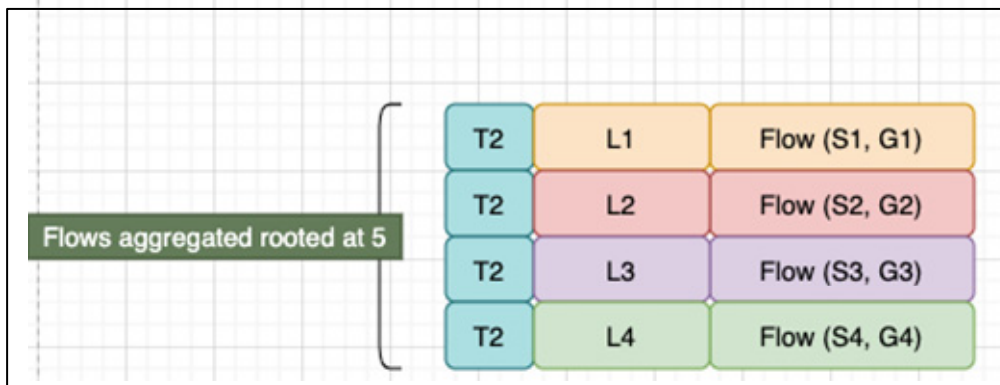 T2 L1 Flow (S1, G1)
T2 L2 Flow (S2, G2)
Flows aggregated rooted at 5
T2 L3 Flow (S3, G3)
T2 L4 Flow (S4, G4)